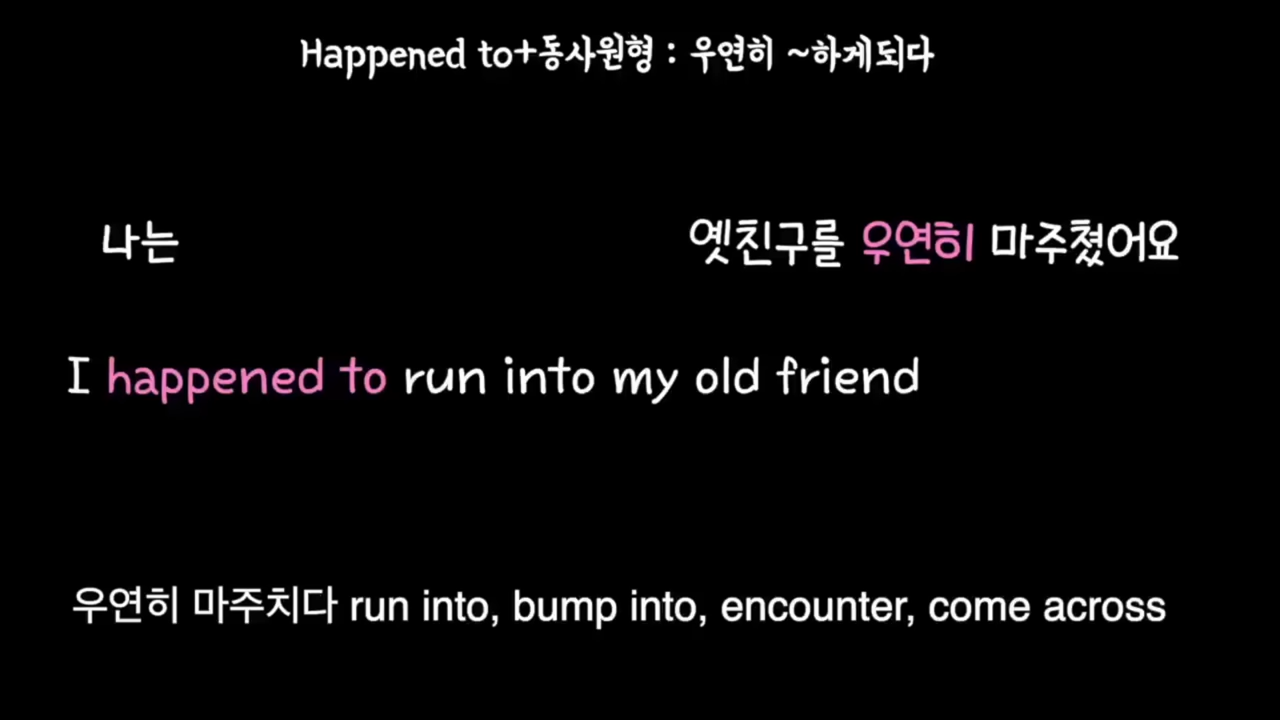 Happened to+동사원형 : 우연히 ~하게되다
나는 옛친구를 우연히 마주쳤어요
I happened to run into my old friend
우연히 마주치다 run into, bump into, encounter, come across